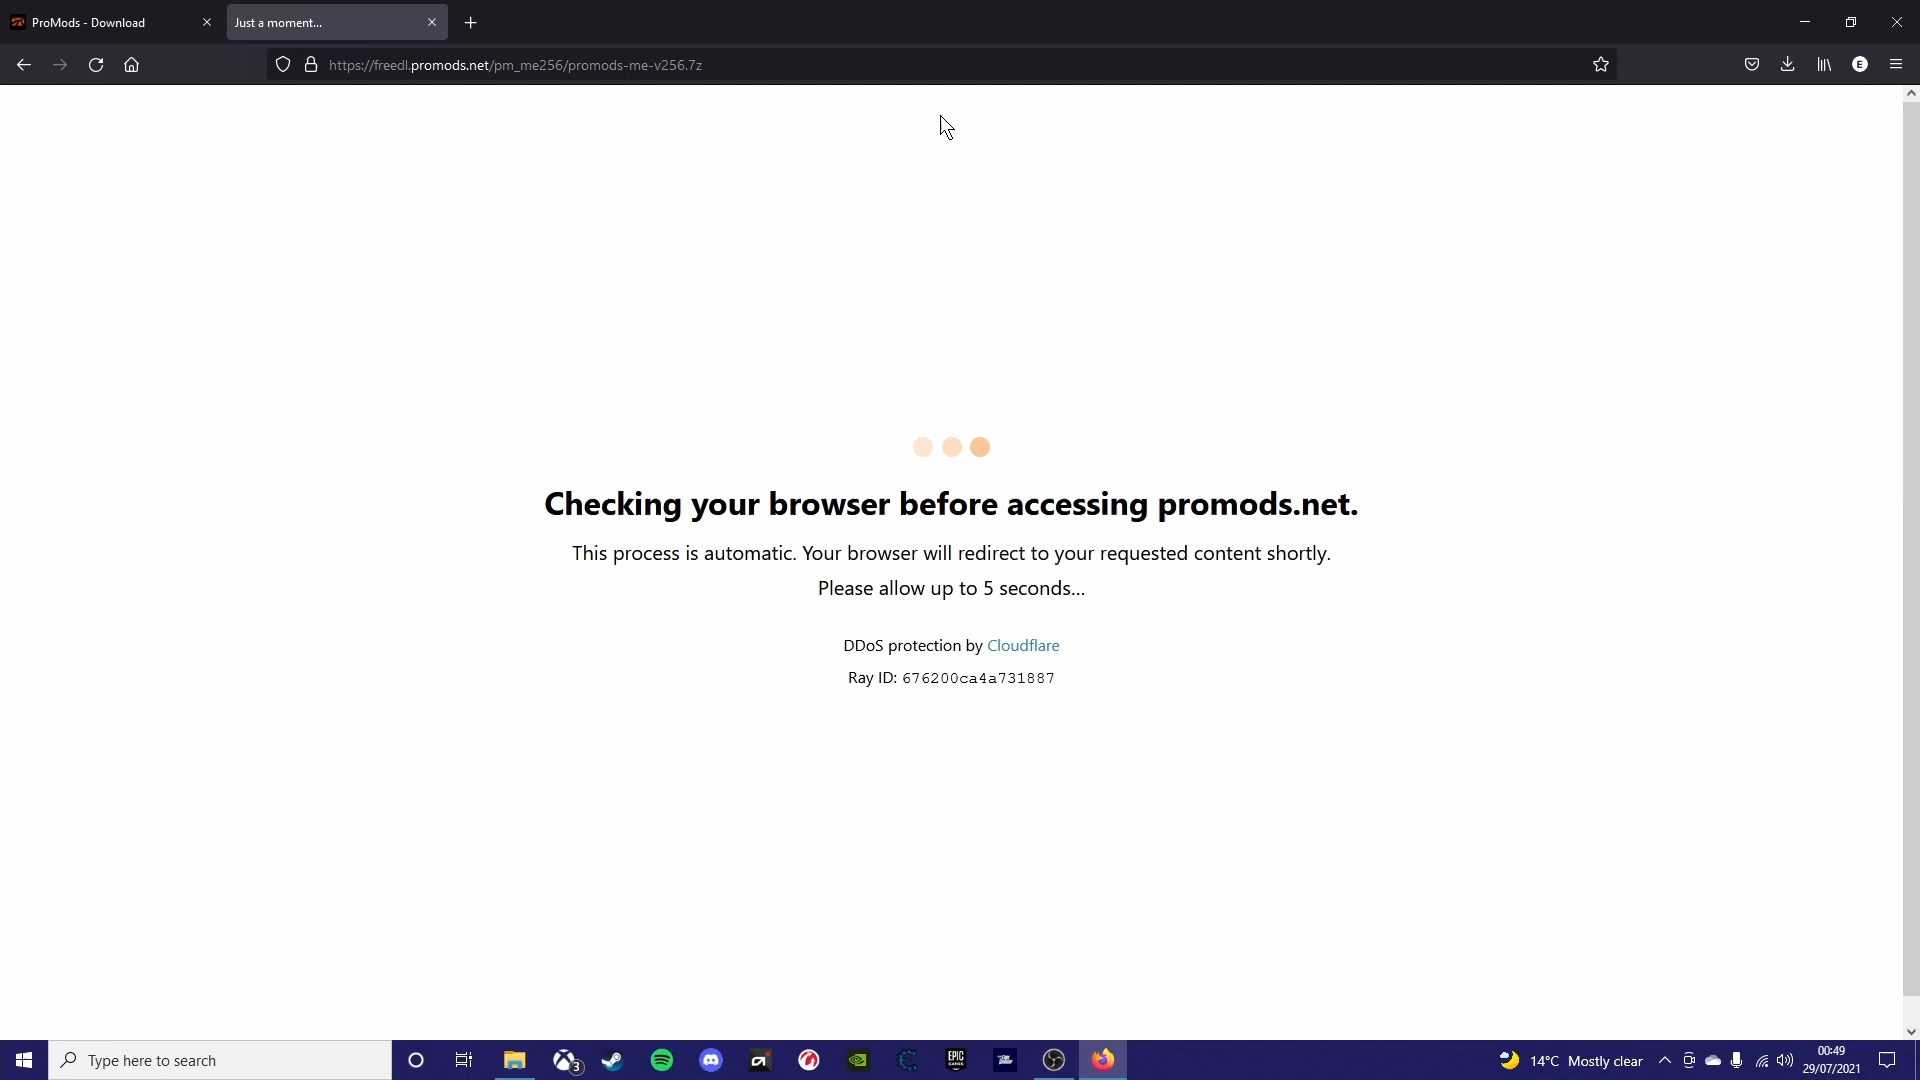 ProMods - Download
Just a moment...
https://freedl.promods.net/pm_me256/promods-me-v256.7z
E
Checking your browser before accessing promods.net.
This process is automatic. Your browser will redirect to your requested content shortly.
Please allow up to 5 seconds...
DDoS protection by Cloudflare
Ray ID: 676200ca4a731887
Type here to search
3
EPIC
GAMES
14°C Mostly clear
00:49
29/07/2021